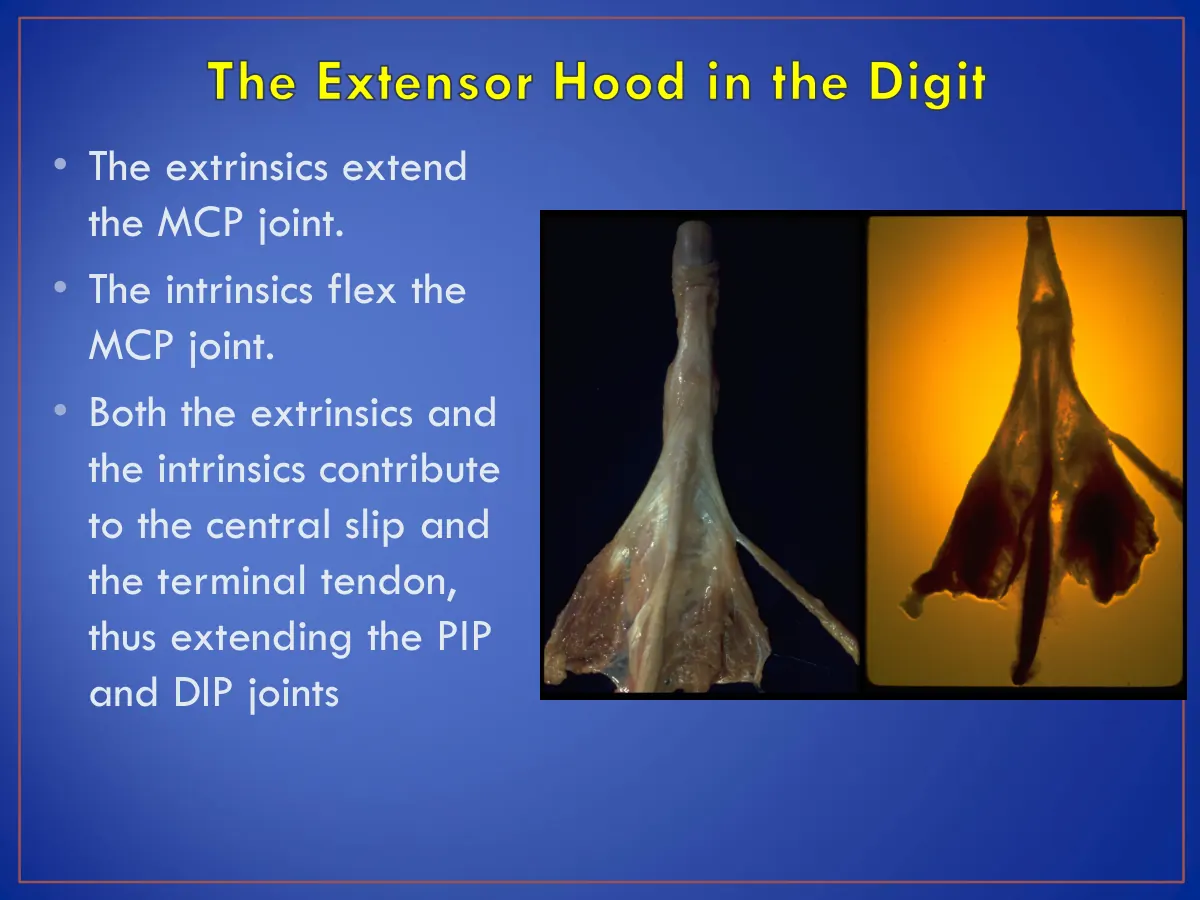 The Extensor Hood in the Digit
• The extrinsics extend
the MCP joint.
• The intrinsics flex the
MCP joint.
• Both the extrinsics and
the intrinsics contribute
to the central slip and
the terminal tendon,
thus extending the PIP
and DIP joints